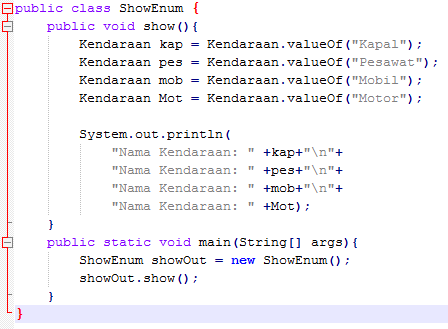 public class ShowEnum {
    public void show(){
        Kendaraan kap = Kendaraan.valueOf("Kapal");
        Kendaraan pes = Kendaraan.valueOf("Pesawat");
        Kendaraan mob = Kendaraan.valueOf("Mobil");
        Kendaraan Mot = Kendaraan.valueOf("Motor");

        System.out.println(
            "Nama Kendaraan: " +kap+"\n"+
            "Nama Kendaraan: " +pes+"\n"+
            "Nama Kendaraan: " +mob+"\n"+
            "Nama Kendaraan: " +Mot);
    }
    public static void main(String[] args){
        ShowEnum showOut = new ShowEnum();
        showOut.show();
    }
}